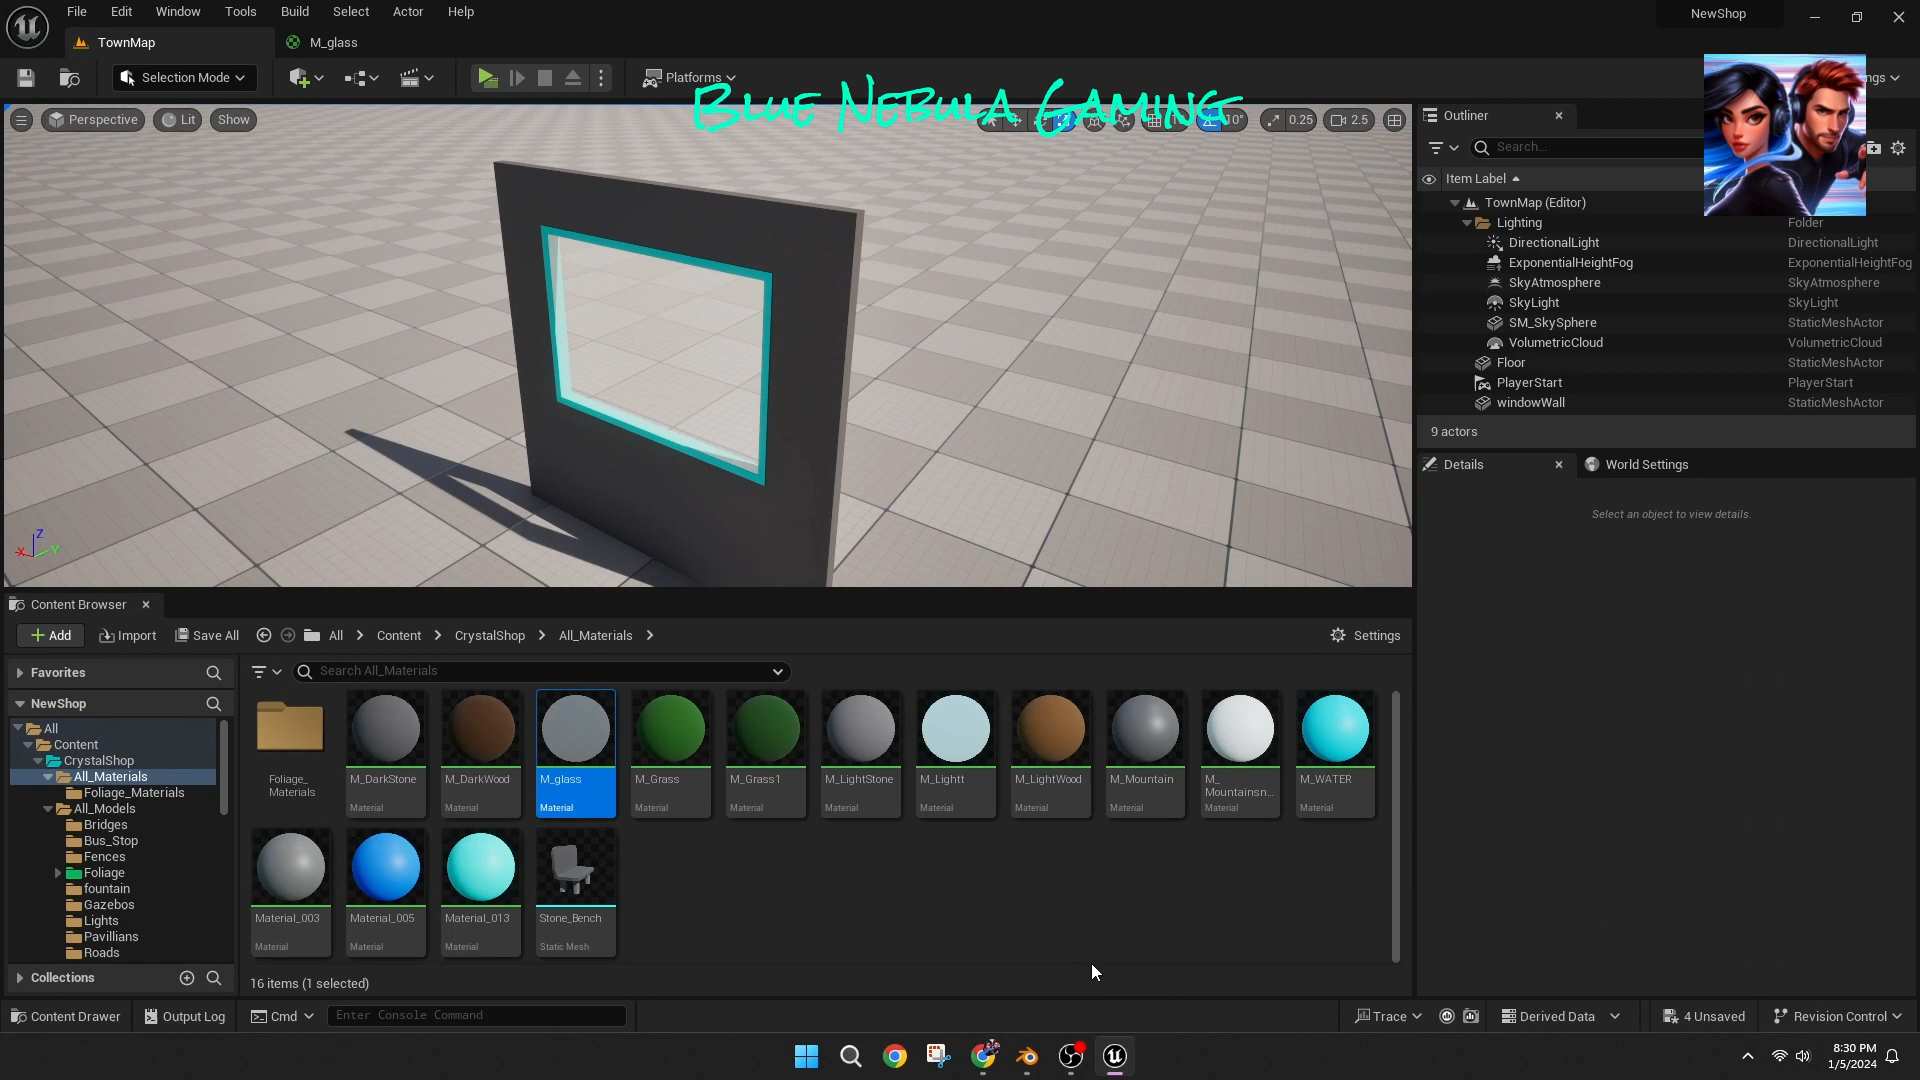 File Edit Window Tools Build Select Actor Help
NewShop
TownMap
M_glass
Selection Mode
Platforms
ngs
BLUE NEBULA GAMING
Perspective
Lit
Show
10°
0.25
2.5
Outliner
Search...
Item Label
TownMap (Editor)
Lighting Folder
DirectionalLight DirectionalLight
ExponentialHeightFog ExponentialHeightFog
SkyAtmosphere SkyAtmosphere
SkyLight SkyLight
SM_SkySphere StaticMeshActor
VolumetricCloud VolumetricCloud
Floor StaticMeshActor
PlayerStart PlayerStart
windowWall StaticMeshActor
9 actors
Details
World Settings
Select an object to view details.
Z
X
Y
Content Browser
Add
Import
Save All
All
Content
CrystalShop
All_Materials
Settings
Favorites
NewShop
All
Content
CrystalShop
All_Materials
Foliage_Materials
All_Models
Bridges
Bus_Stop
Fences
Foliage
fountain
Gazebos
Lights
Pavillians
Roads
Collections
Search All_Materials
Foliage_
Materials
M_DarkStone
Material
M_DarkWood
Material
M_glass
Material
M_Grass
Material
M_Grass1
Material
M_LightStone
Material
M_Lightt
Material
M_LightWood
Material
M_Mountain
Material
M_
Mountainsn...
Material
M_WATER
Material
Material_003
Material
Material_005
Material
Material_013
Material
Stone_Bench
Static Mesh
16 items (1 selected)
Content Drawer
Output Log
Cmd
Enter Console Command
Trace
Derived Data
4 Unsaved
Revision Control
8:30 PM
1/5/2024